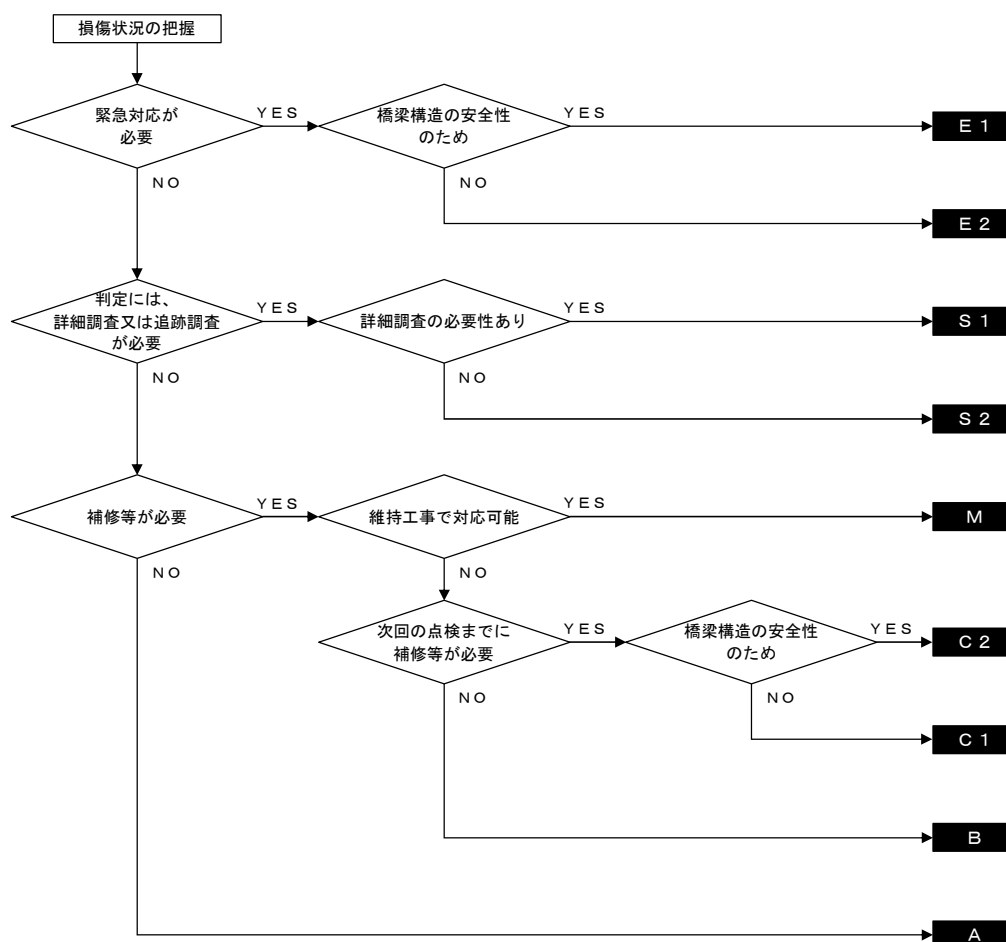 損傷状況の把握
緊急対応が
必要
YES
橋梁構造の安全性
のため
YES
E1
NO
NO
E2
判定には、
詳細調査又は追跡調査
が必要
YES
詳細調査の必要性あり
YES
S1
NO
NO
S2
補修等が必要
YES
維持工事で対応可能
YES
M
NO
NO
次回の点検までに
補修等が必要
YES
橋梁構造の安全性
のため
YES
C2
NO
NO
C1
B
A